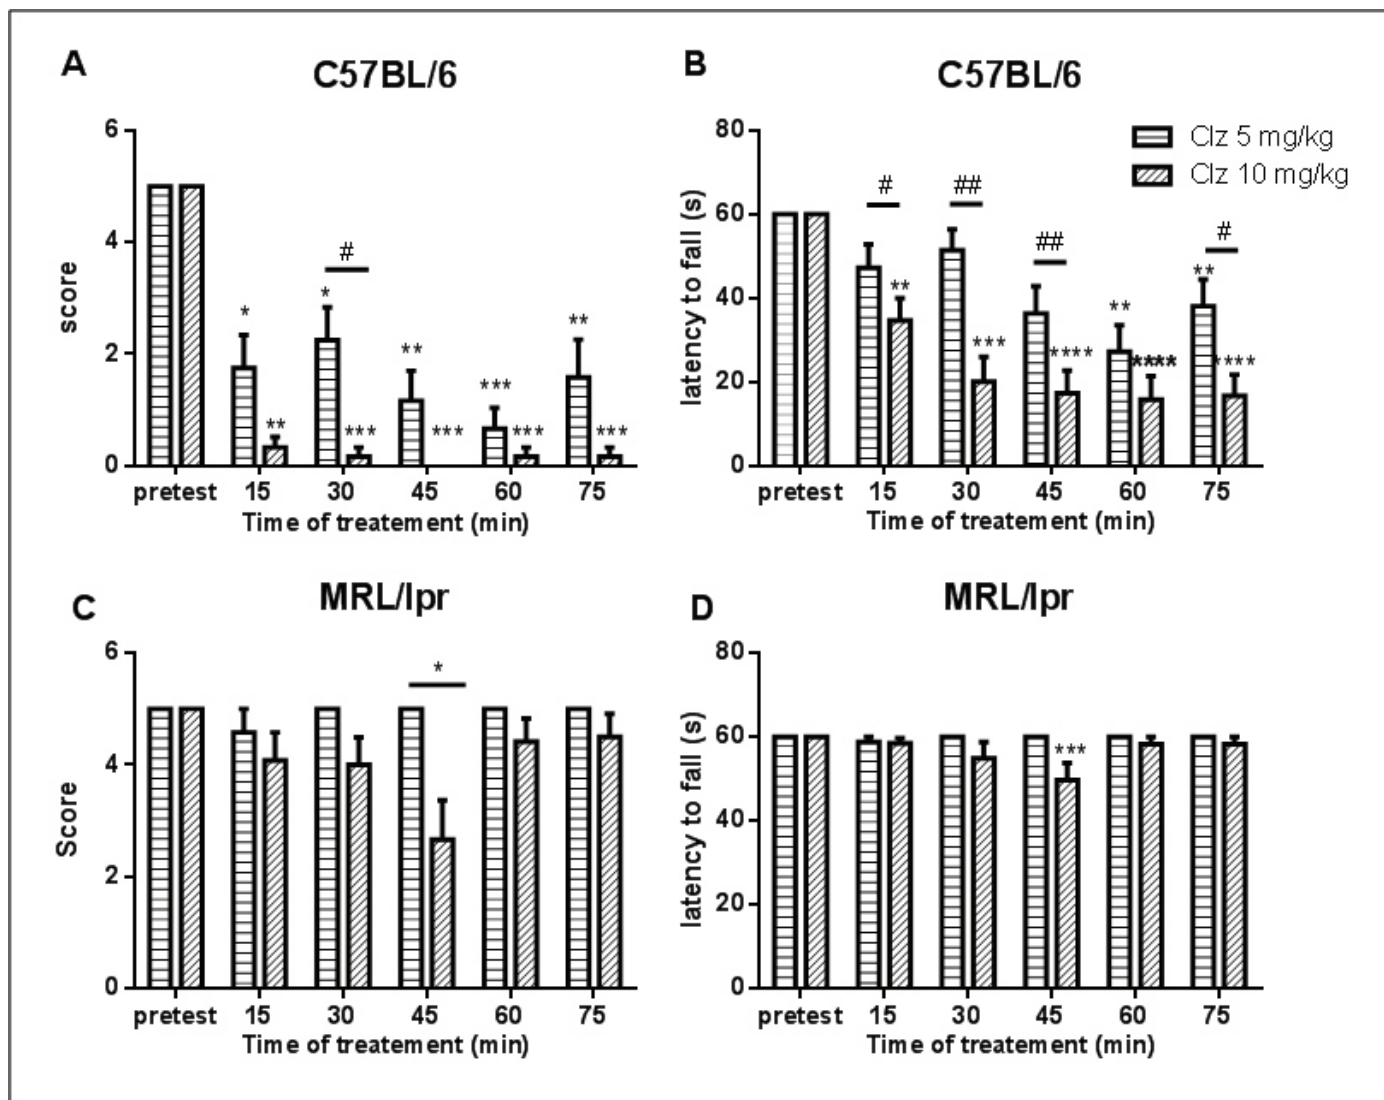 A
C57BL/6
6
4
2
0
score
#
* ** * *** ** *** *** *** ** ***
pretest 15 30 45 60 75
Time of treatement (min)
B
C57BL/6
Clz 5 mg/kg
Clz 10 mg/kg
80
60
40
20
0
latency to fall (s)
# ## ## #
** *** **** ** **** ** ****
pretest 15 30 45 60 75
Time of treatement (min)
C
MRL/lpr
6
4
2
0
Score
*
pretest 15 30 45 60 75
Time of treatement (min)
D
MRL/lpr
80
60
40
20
0
latency to fall (s)
***
pretest 15 30 45 60 75
Time of treatement (min)